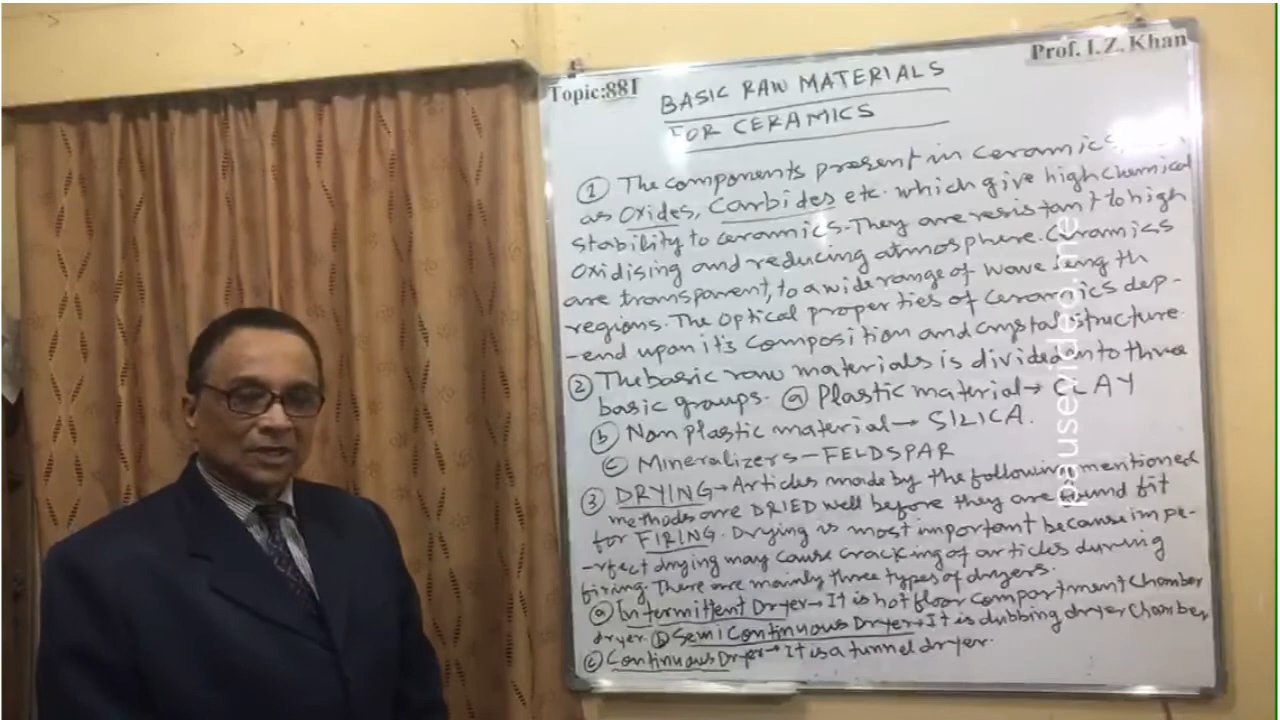 Topic:881
Prof. I.Z. Khan
BASIC RAW MATERIALS
FOR CERAMICS
① The components present in ceramics,
as Oxides, Carbides etc. which give high chemical
stability to ceramics. They are resistant to high
oxidising and reducing atmosphere. Ceramics
are transparent, to a wide range of wave length
regions. The optical properties of ceramics dep-
-end upon it's composition and crystal structure.
② The basic raw materials is divided into three
basic groups. ⓐ Plastic material → CLAY
ⓑ Non plastic material → SILICA.
ⓒ Mineralizers - FELDSPAR
③ DRYING → Articles made by the following mentioned
methods are DRIED well before they are found fit
for FIRING. Drying is most important because impe-
-rfect drying may cause cracking of articles during
firing. There are mainly three types of dryers.
ⓐ Intermittent Dryer → It is hot floor compartment chamber
dryer. ⓑ Semi Continuous Dryer → It is dubbing dryer chamber
ⓒ Continuous Dryer → It is a tunnel dryer.
pauserideo.me